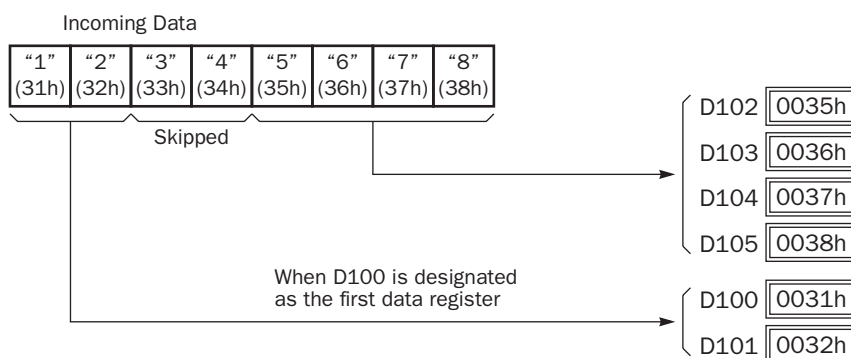 Incoming Data
“1” “2” “3” “4” “5” “6” “7” “8”
(31h) (32h) (33h) (34h) (35h) (36h) (37h) (38h)
Skipped
D102 0035h
D103 0036h
D104 0037h
D105 0038h
When D100 is designated
as the first data register
D100 0031h
D101 0032h